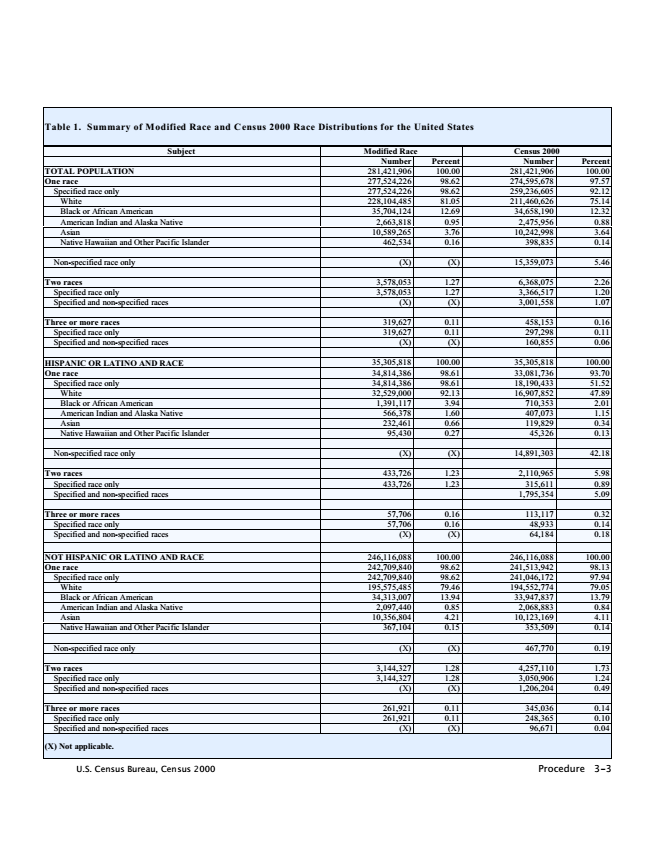 Table 1. Summary of Modified Race and Census 2000 Race Distributions for the United States
Subject Modified Race Census 2000
Number Percent Number Percent
TOTAL POPULATION 281,421,906 100.00 281,421,906 100.00
One race 277,524,226 98.62 274,595,678 97.57
Specified race only 277,524,226 98.62 259,236,605 92.12
White 228,104,485 81.05 211,460,626 75.14
Black or African American 35,704,124 12.69 34,658,190 12.32
American Indian and Alaska Native 2,663,818 0.95 2,475,956 0.88
Asian 10,589,265 3.76 10,242,998 3.64
Native Hawaiian and Other Pacific Islander 462,534 0.16 398,835 0.14
Non-specified race only (X) (X) 15,359,073 5.46
Two races 3,578,053 1.27 6,368,075 2.26
Specified race only 3,578,053 1.27 3,366,517 1.20
Specified and non-specified races (X) (X) 3,001,558 1.07
Three or more races 319,627 0.11 458,153 0.16
Specified race only 319,627 0.11 297,298 0.11
Specified and non-specified races (X) (X) 160,855 0.06
HISPANIC OR LATINO AND RACE 35,305,818 100.00 35,305,818 100.00
One race 34,814,386 98.61 33,081,736 93.70
Specified race only 34,814,386 98.61 18,190,433 51.52
White 32,529,000 92.13 16,907,852 47.89
Black or African American 1,391,117 3.94 710,353 2.01
American Indian and Alaska Native 566,378 1.60 407,073 1.15
Asian 232,461 0.66 119,829 0.34
Native Hawaiian and Other Pacific Islander 95,430 0.27 45,326 0.13
Non-specified race only (X) (X) 14,891,303 42.18
Two races 433,726 1.23 2,110,965 5.98
Specified race only 433,726 1.23 315,611 0.89
Specified and non-specified races 1,795,354 5.09
Three or more races 57,706 0.16 113,117 0.32
Specified race only 57,706 0.16 48,933 0.14
Specified and non-specified races (X) (X) 64,184 0.18
NOT HISPANIC OR LATINO AND RACE 246,116,088 100.00 246,116,088 100.00
One race 242,709,840 98.62 241,513,942 98.13
Specified race only 242,709,840 98.62 241,046,172 97.94
White 195,575,485 79.46 194,552,774 79.05
Black or African American 34,313,007 13.94 33,947,837 13.79
American Indian and Alaska Native 2,097,440 0.85 2,068,883 0.84
Asian 10,356,804 4.21 10,123,169 4.11
Native Hawaiian and Other Pacific Islander 367,104 0.15 353,509 0.14
Non-specified race only (X) (X) 467,770 0.19
Two races 3,144,327 1.28 4,257,110 1.73
Specified race only 3,144,327 1.28 3,050,906 1.24
Specified and non-specified races (X) (X) 1,206,204 0.49
Three or more races 261,921 0.11 345,036 0.14
Specified race only 261,921 0.11 248,365 0.10
Specified and non-specified races (X) (X) 96,671 0.04
(X) Not applicable.
U.S. Census Bureau, Census 2000 Procedure 3–3